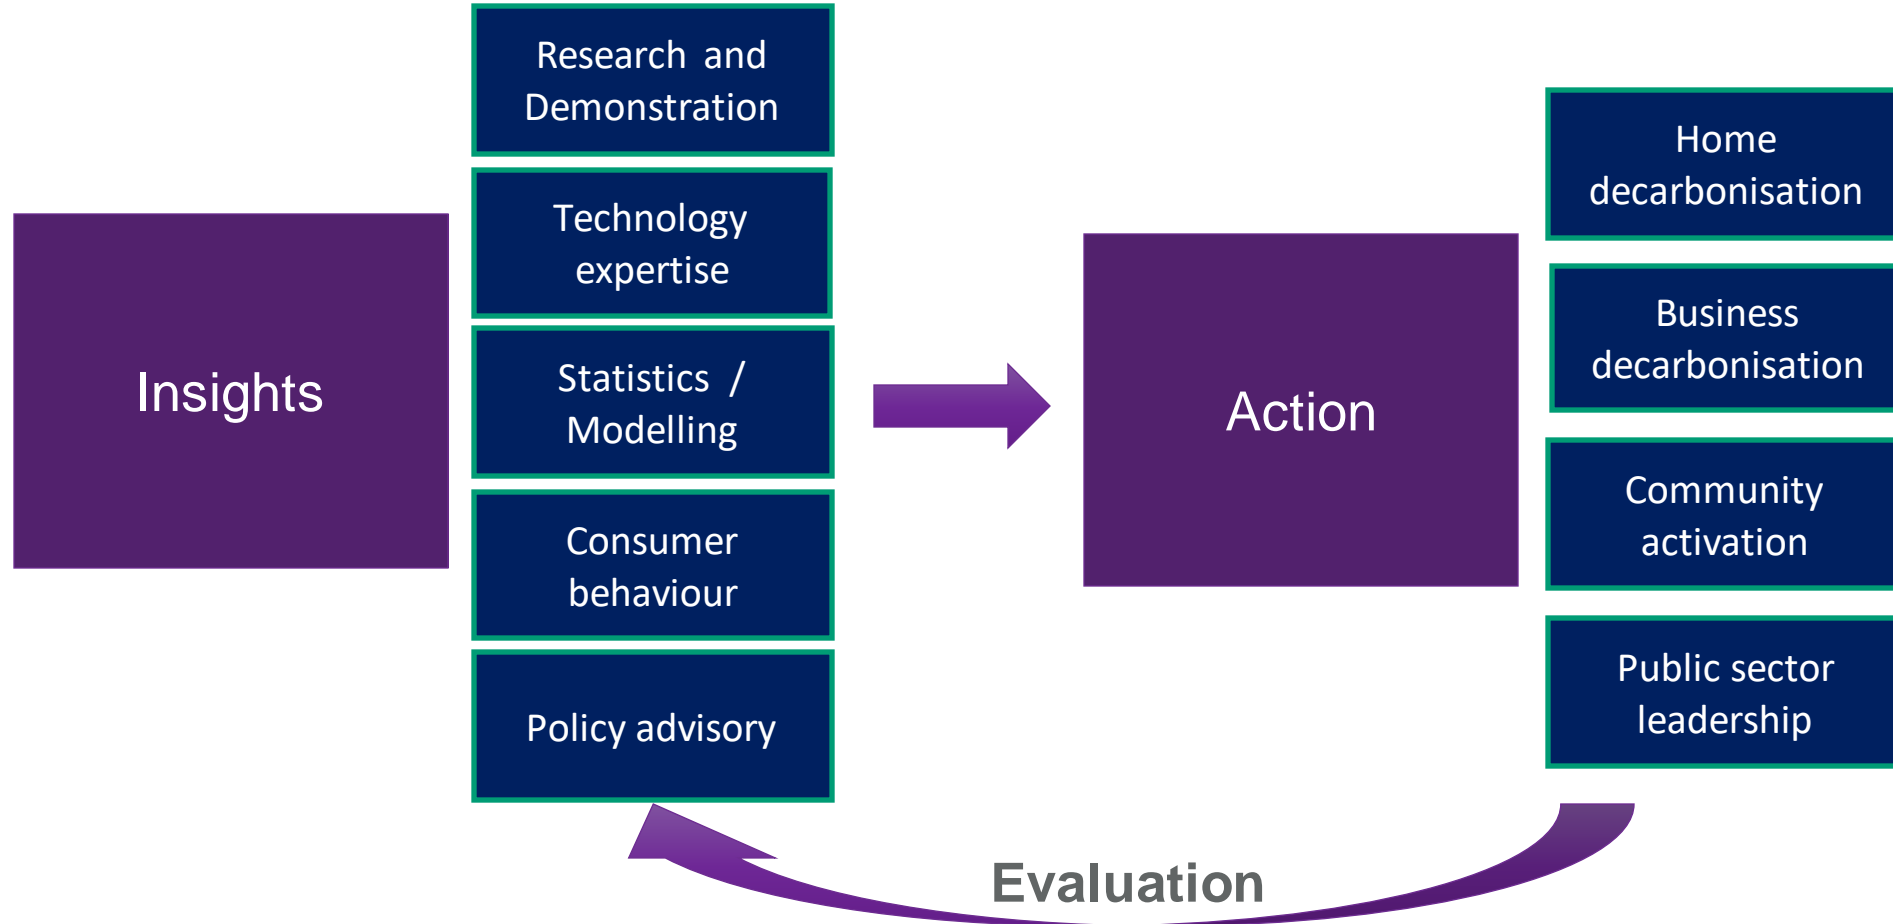 Insights
Research and
Demonstration
Technology
expertise
Statistics /
Modelling
Consumer
behaviour
Policy advisory
Action
Home
decarbonisation
Business
decarbonisation
Community
activation
Public sector
leadership
Evaluation